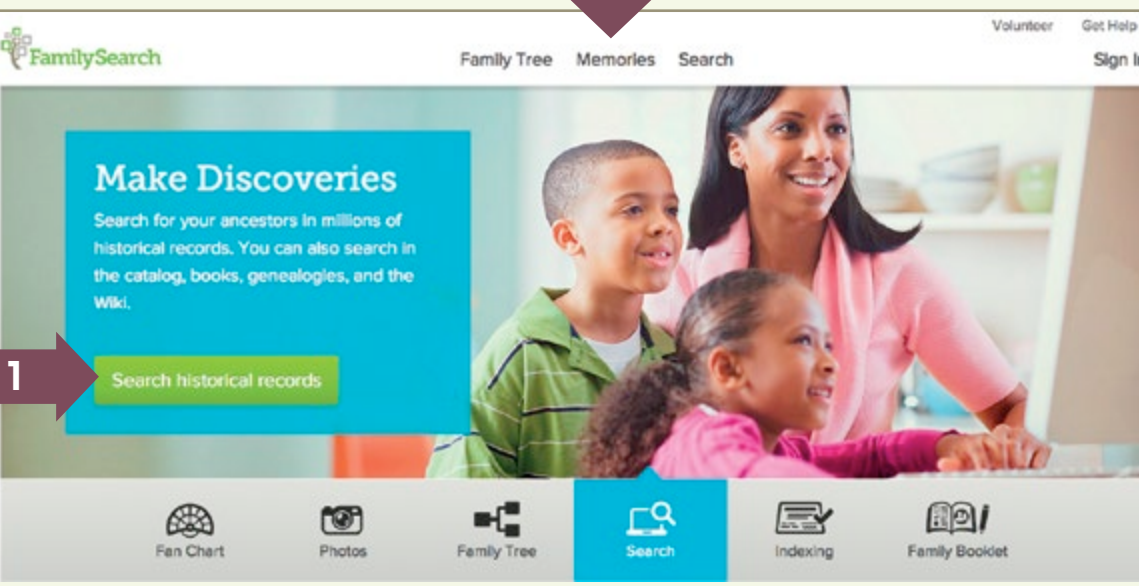 Volunteer Get Help
FamilySearch
Family Tree Memories Search
Sign In
Make Discoveries
Search for your ancestors in millions of
historical records. You can also search in
the catalog, books, genealogies, and the
Wiki.
1
Search historical records
Fan Chart Photos Family Tree Search Indexing Family Booklet